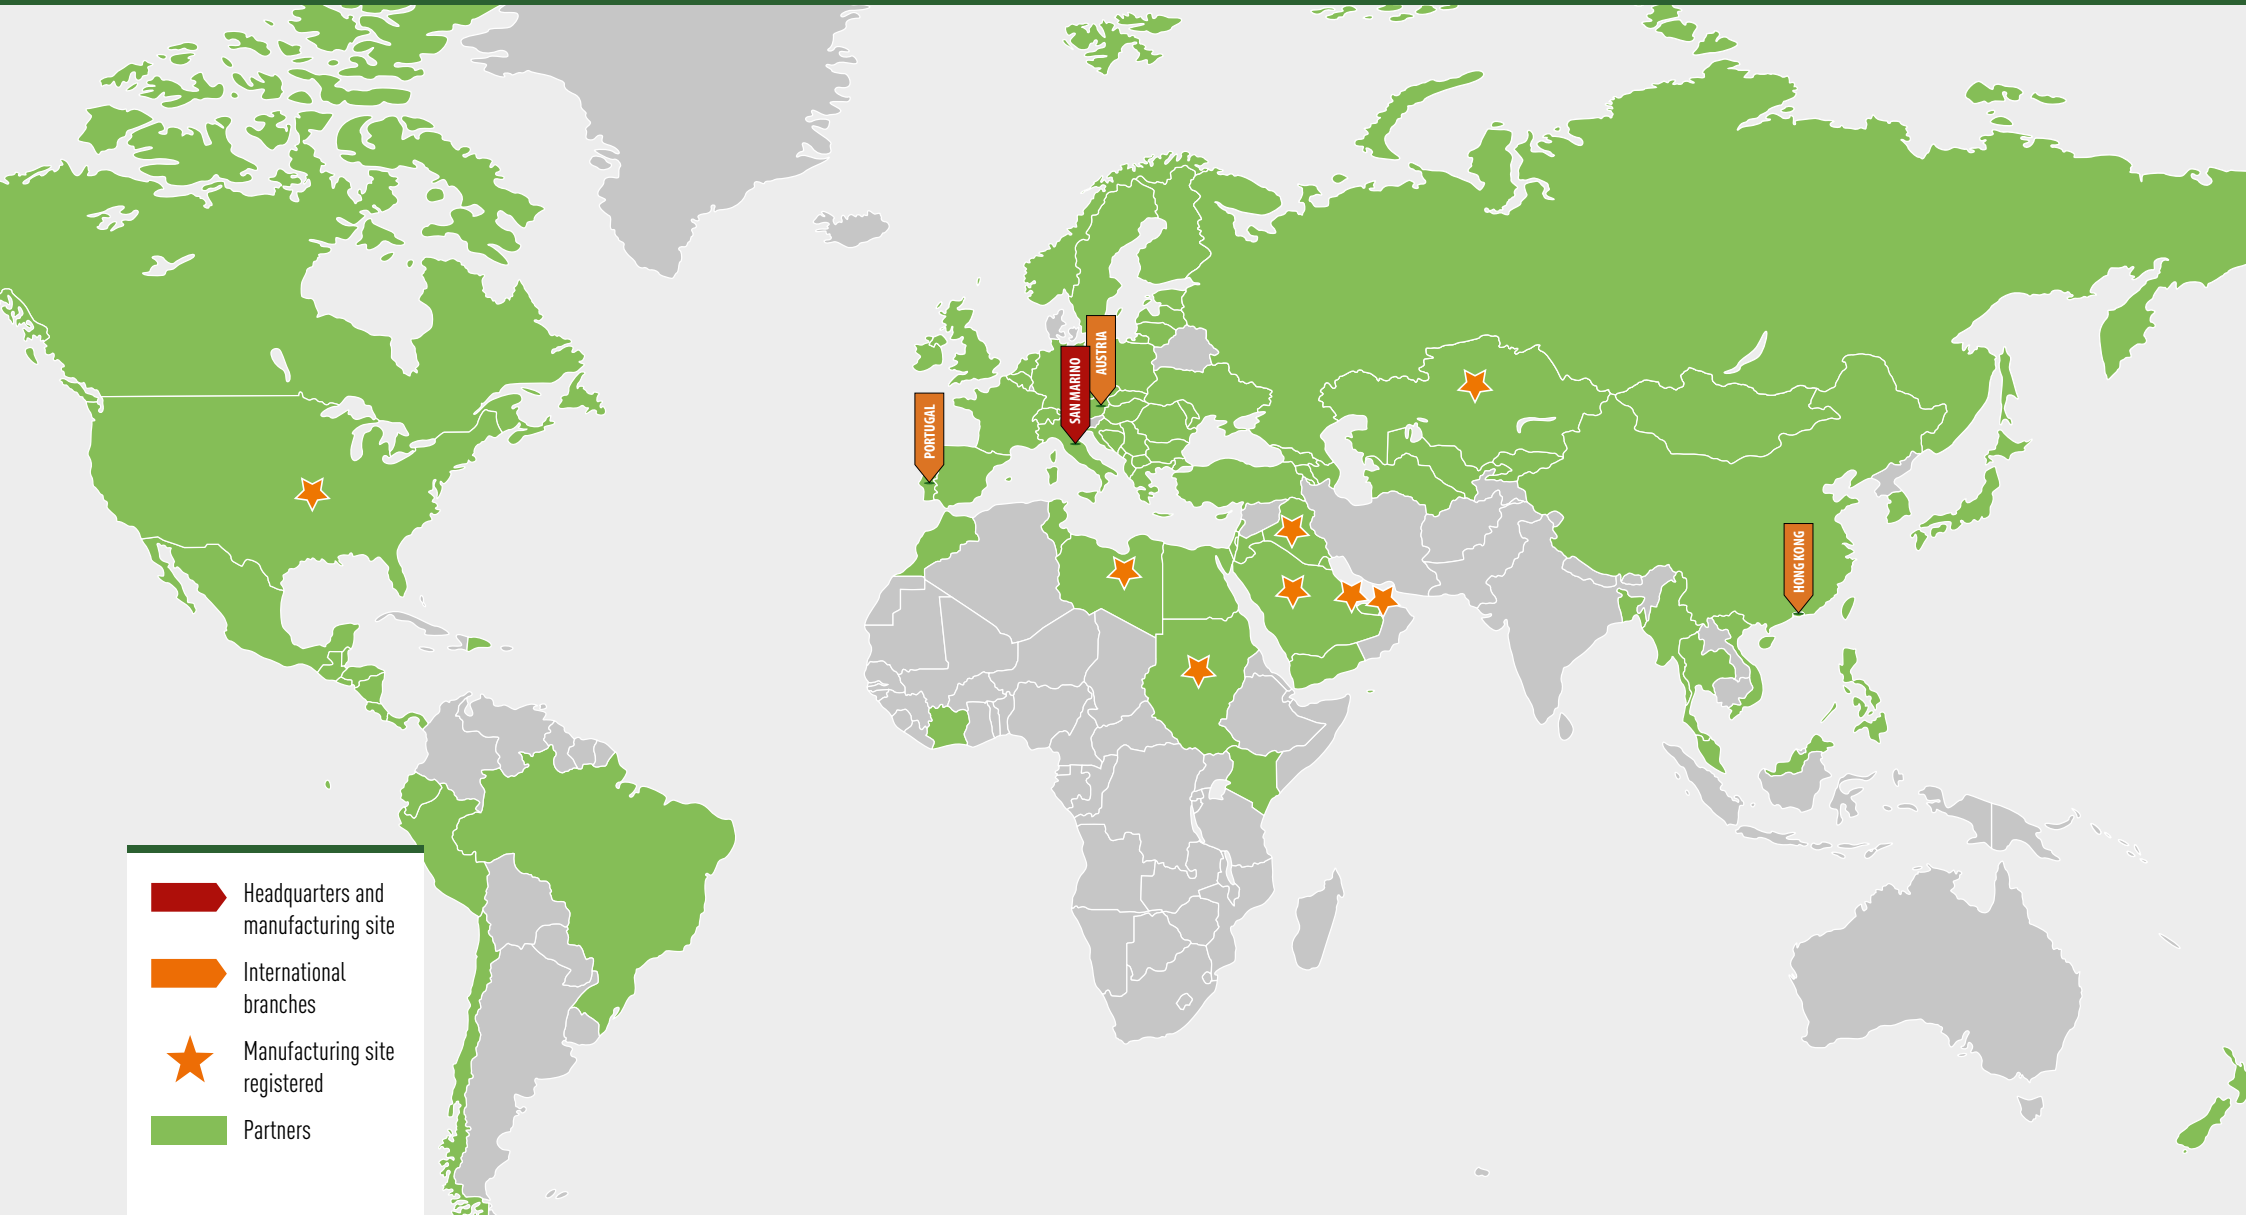 AUSTRIA
SAN MARINO
PORTUGAL
HONG KONG
Headquarters and
manufacturing site
International
branches
Manufacturing site
registered
Partners